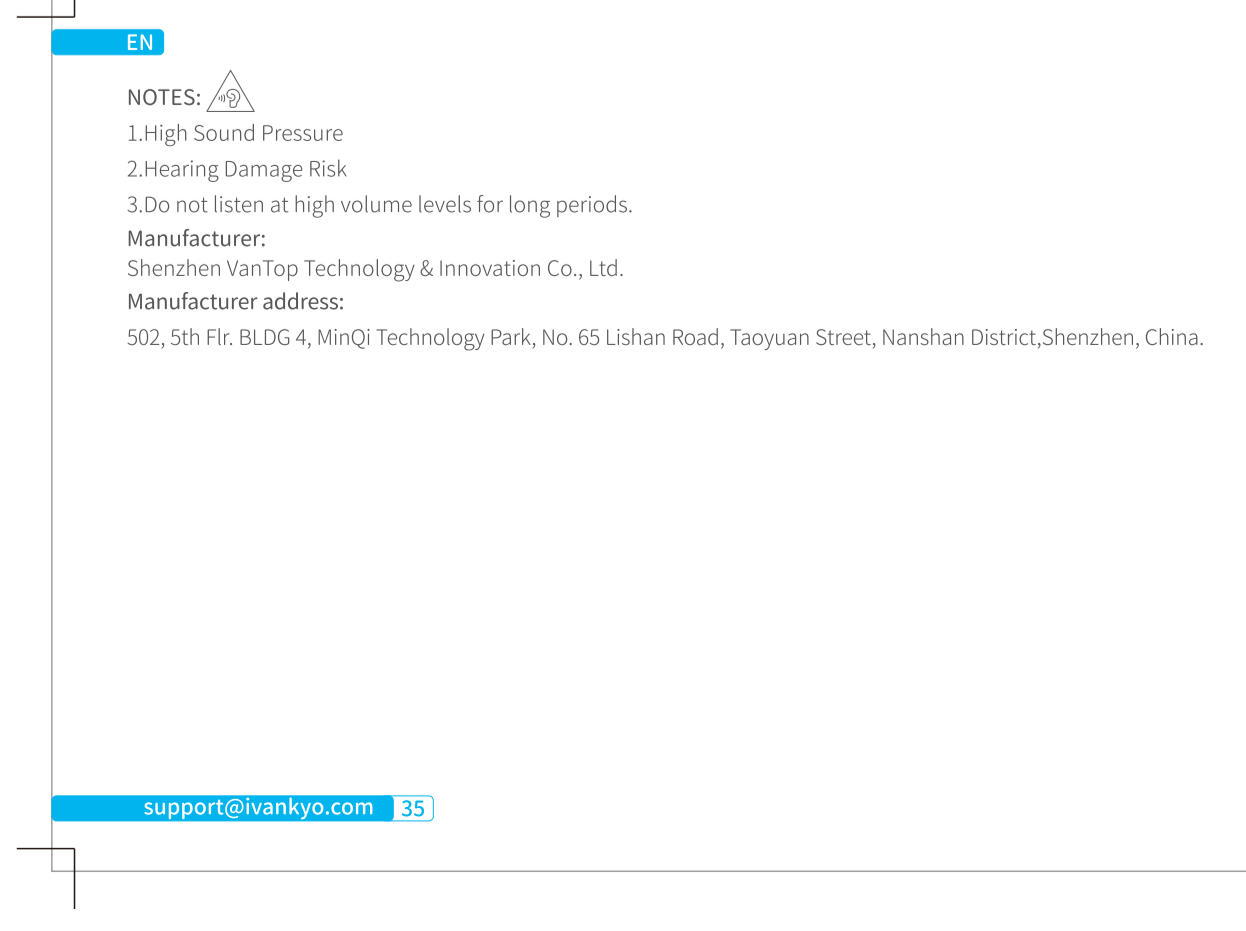 EN
NOTES:
1.High Sound Pressure
2.Hearing Damage Risk
3.Do not listen at high volume levels for long periods.
Manufacturer:
Shenzhen VanTop Technology & Innovation Co., Ltd.
Manufacturer address:
502, 5th Flr. BLDG 4, MinQi Technology Park, No. 65 Lishan Road, Taoyuan Street, Nanshan District,Shenzhen, China.
support@ivankyo.com 35